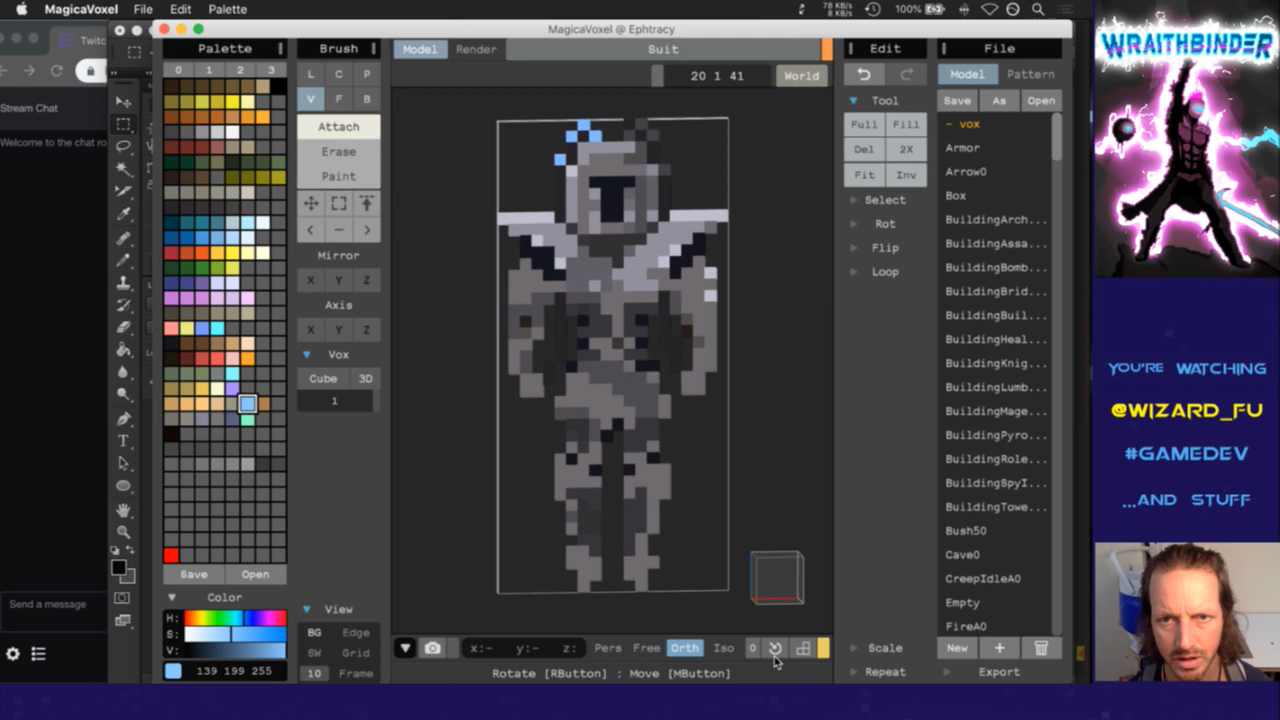 MagicaVoxel File Edit Palette
78 KB/s
8 KB/s
100%
MagicaVoxel @ Ephtracy
Twitc
Stream Chat
Welcome to the chat ro
Send a message
Palette
0 1 2 3
Save Open
Color
H:
S:
V:
139 199 255
Brush
L C P
V F B
Attach
Erase
Paint
Mirror
X Y Z
Axis
X Y Z
Vox
Cube 3D
1
View
BG Edge
SW Grid
10 Frame
Model Render Suit
20 1 41 World
x:- y:- z: Pers Free Orth Iso 0
Rotate [RButton] : Move [MButton]
Edit
Tool
Full Fill
Del 2X
Fit Inv
Select
Rot
Flip
Loop
Scale
Repeat
File
Model Pattern
Save As Open
- vox
Armor
Arrow0
Box
BuildingArch...
BuildingAssa...
BuildingBomb...
BuildingBrid...
BuildingBuil...
BuildingHeal...
BuildingKnig...
BuildingLumb...
BuildingMage...
BuildingPyro...
BuildingRole...
BuildingSpyI...
BuildingTowe...
Bush50
Cave0
CreepIdleA0
Empty
FireA0
New +
Export
WRAITHBINDER
YOU'RE WATCHING
@WIZARD_FU
#GAMEDEV
...AND STUFF